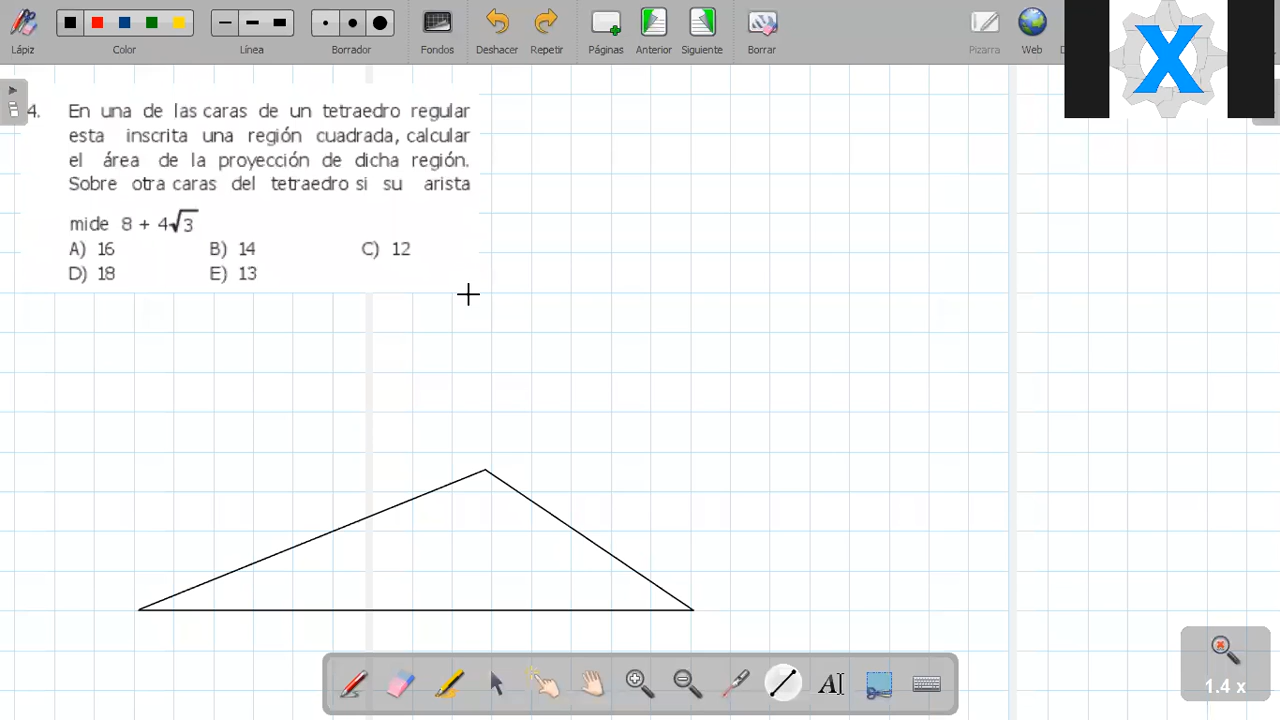 Lápiz
Color
Línea
Borrador
Fondos
Deshacer
Repetir
Páginas
Anterior
Siguiente
Borrar
Pizarra
Web
X
4. En una de las caras de un tetraedro regular
esta inscrita una región cuadrada, calcular
el área de la proyección de dicha región.
Sobre otra caras del tetraedro si su arista
mide 8 + 4√3
A) 16 B) 14 C) 12
D) 18 E) 13
1.4 x